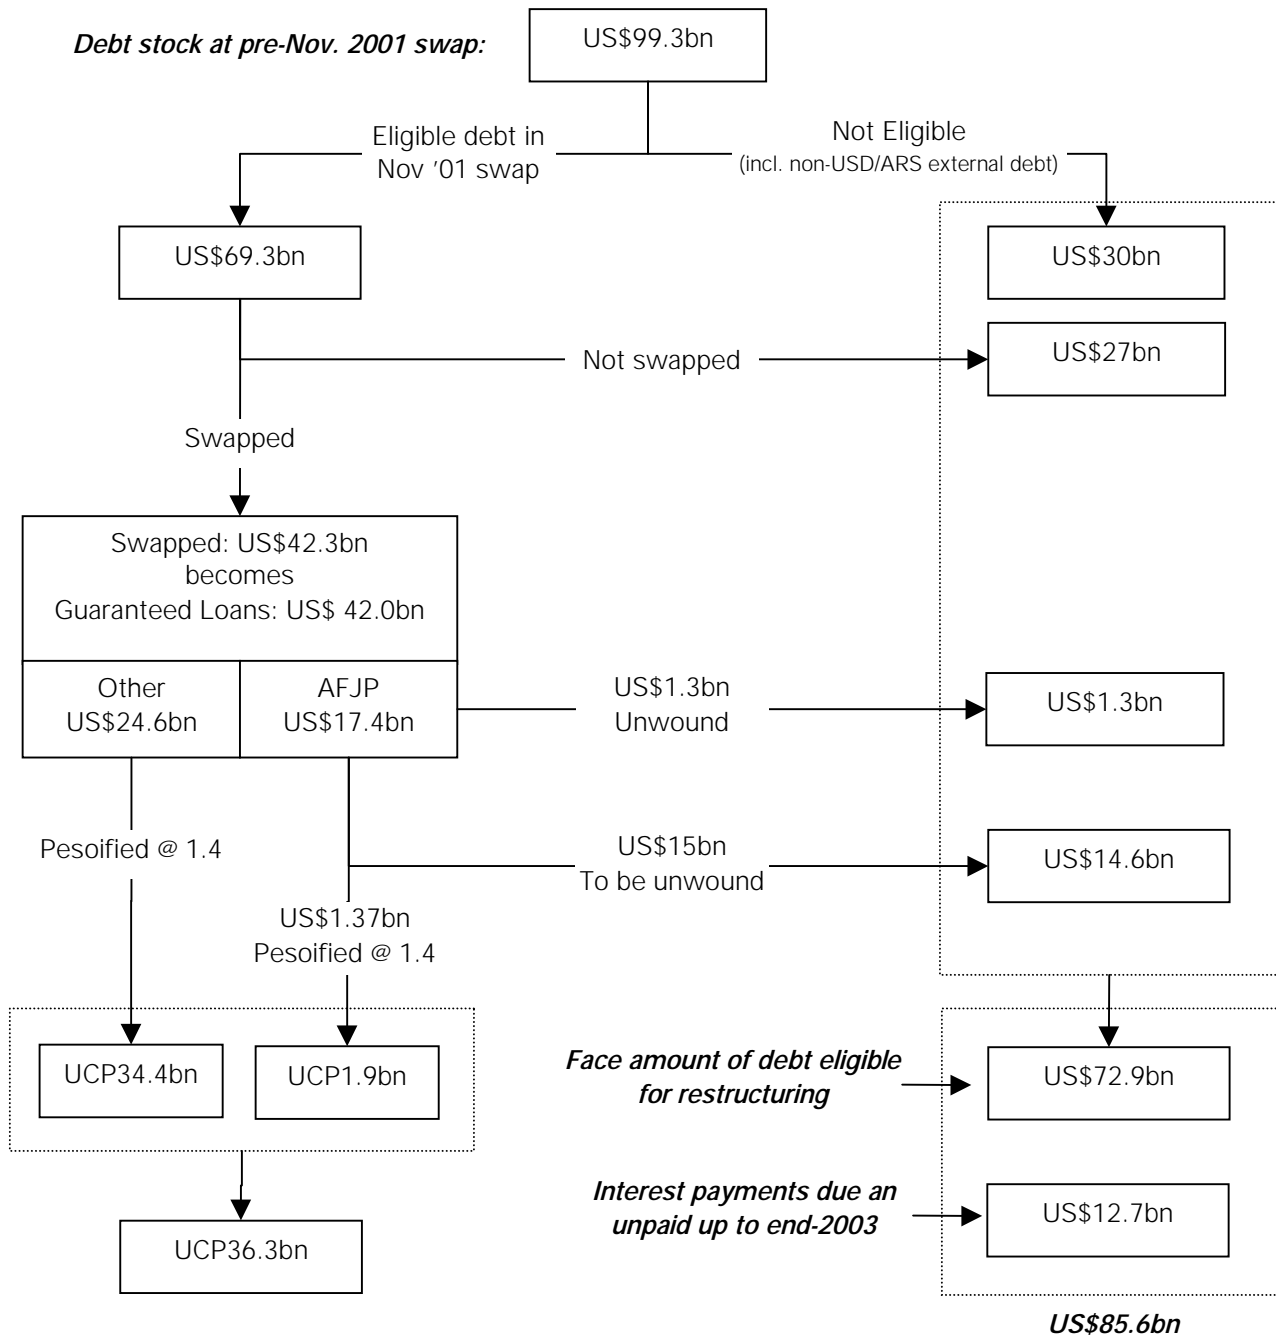 Debt stock at pre-Nov. 2001 swap:
US$99.3bn
Eligible debt in
Nov '01 swap
Not Eligible
(incl. non-USD/ARS external debt)
US$69.3bn
US$30bn
Not swapped
US$27bn
Swapped
Swapped: US$42.3bn
becomes
Guaranteed Loans: US$ 42.0bn
Other
US$24.6bn
AFJP
US$17.4bn
US$1.3bn
Unwound
US$1.3bn
Pesoified @ 1.4
US$15bn
To be unwound
US$14.6bn
US$1.37bn
Pesoified @ 1.4
UCP34.4bn
UCP1.9bn
Face amount of debt eligible
for restructuring
US$72.9bn
Interest payments due an
unpaid up to end-2003
US$12.7bn
UCP36.3bn
US$85.6bn